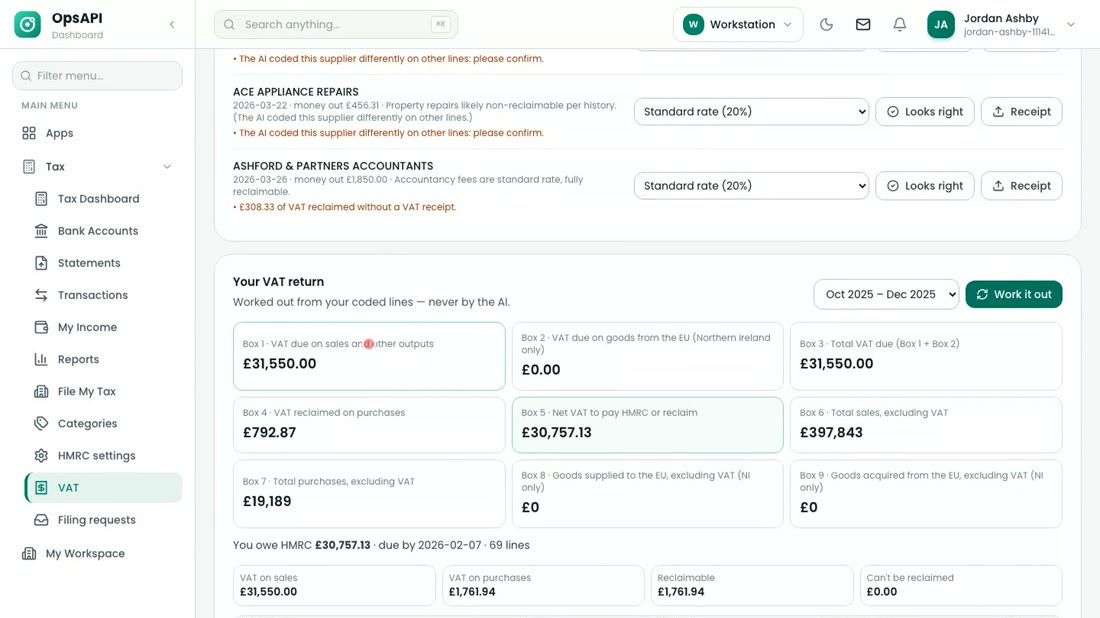 OpsAPI
Dashboard
Search anything...
⌘K
W
Workstation
JA
Jordan Ashby
jordan-ashby-11141...
Filter menu...
MAIN MENU
Apps
Tax
Tax Dashboard
Bank Accounts
Statements
Transactions
My Income
Reports
File My Tax
Categories
HMRC settings
VAT
Filing requests
My Workspace
• The AI coded this supplier differently on other lines: please confirm.
ACE APPLIANCE REPAIRS
2026-03-22 · money out £456.31 · Property repairs likely non-reclaimable per history.
(The AI coded this supplier differently on other lines.)
• The AI coded this supplier differently on other lines: please confirm.
Standard rate (20%)
Looks right
Receipt
ASHFORD & PARTNERS ACCOUNTANTS
2026-03-26 · money out £1,850.00 · Accountancy fees are standard rate, fully
reclaimable.
• £308.33 of VAT reclaimed without a VAT receipt.
Standard rate (20%)
Looks right
Receipt
Your VAT return
Worked out from your coded lines — never by the AI.
Oct 2025 – Dec 2025
Work it out
Box 1 · VAT due on sales and other outputs
£31,550.00
Box 2 · VAT due on goods from the EU (Northern Ireland
only)
£0.00
Box 3 · Total VAT due (Box 1 + Box 2)
£31,550.00
Box 4 · VAT reclaimed on purchases
£792.87
Box 5 · Net VAT to pay HMRC or reclaim
£30,757.13
Box 6 · Total sales, excluding VAT
£397,843
Box 7 · Total purchases, excluding VAT
£19,189
Box 8 · Goods supplied to the EU, excluding VAT (NI
only)
£0
Box 9 · Goods acquired from the EU, excluding VAT (NI
only)
£0
You owe HMRC £30,757.13 · due by 2026-02-07 · 69 lines
VAT on sales
£31,550.00
VAT on purchases
£1,761.94
Reclaimable
£1,761.94
Can't be reclaimed
£0.00